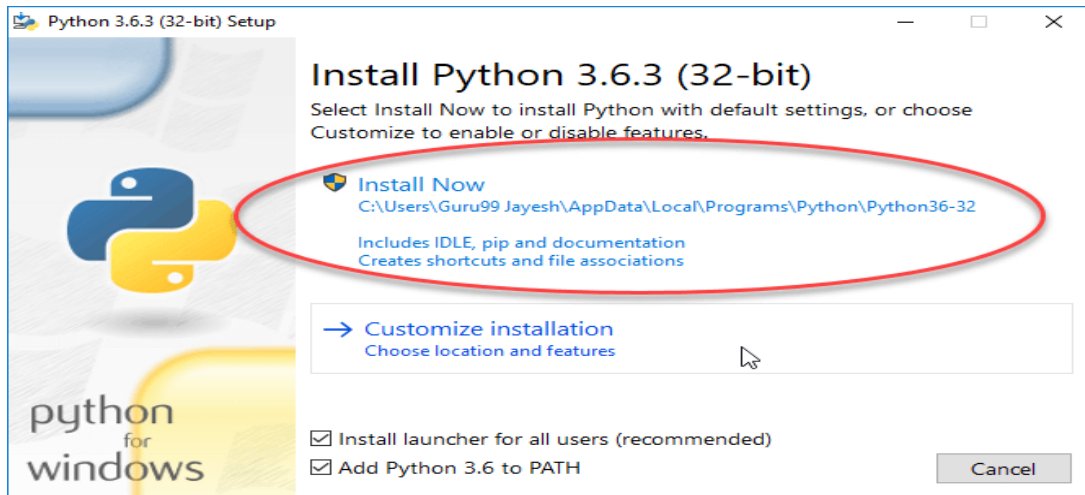 Python 3.6.3 (32-bit) Setup
Install Python 3.6.3 (32-bit)
Select Install Now to install Python with default settings, or choose
Customize to enable or disable features.
Install Now
C:\Users\Guru99 Jayesh\AppData\Local\Programs\Python\Python36-32
Includes IDLE, pip and documentation
Creates shortcuts and file associations
Customize installation
Choose location and features
python
for
windows
Install launcher for all users (recommended)
Add Python 3.6 to PATH
Cancel